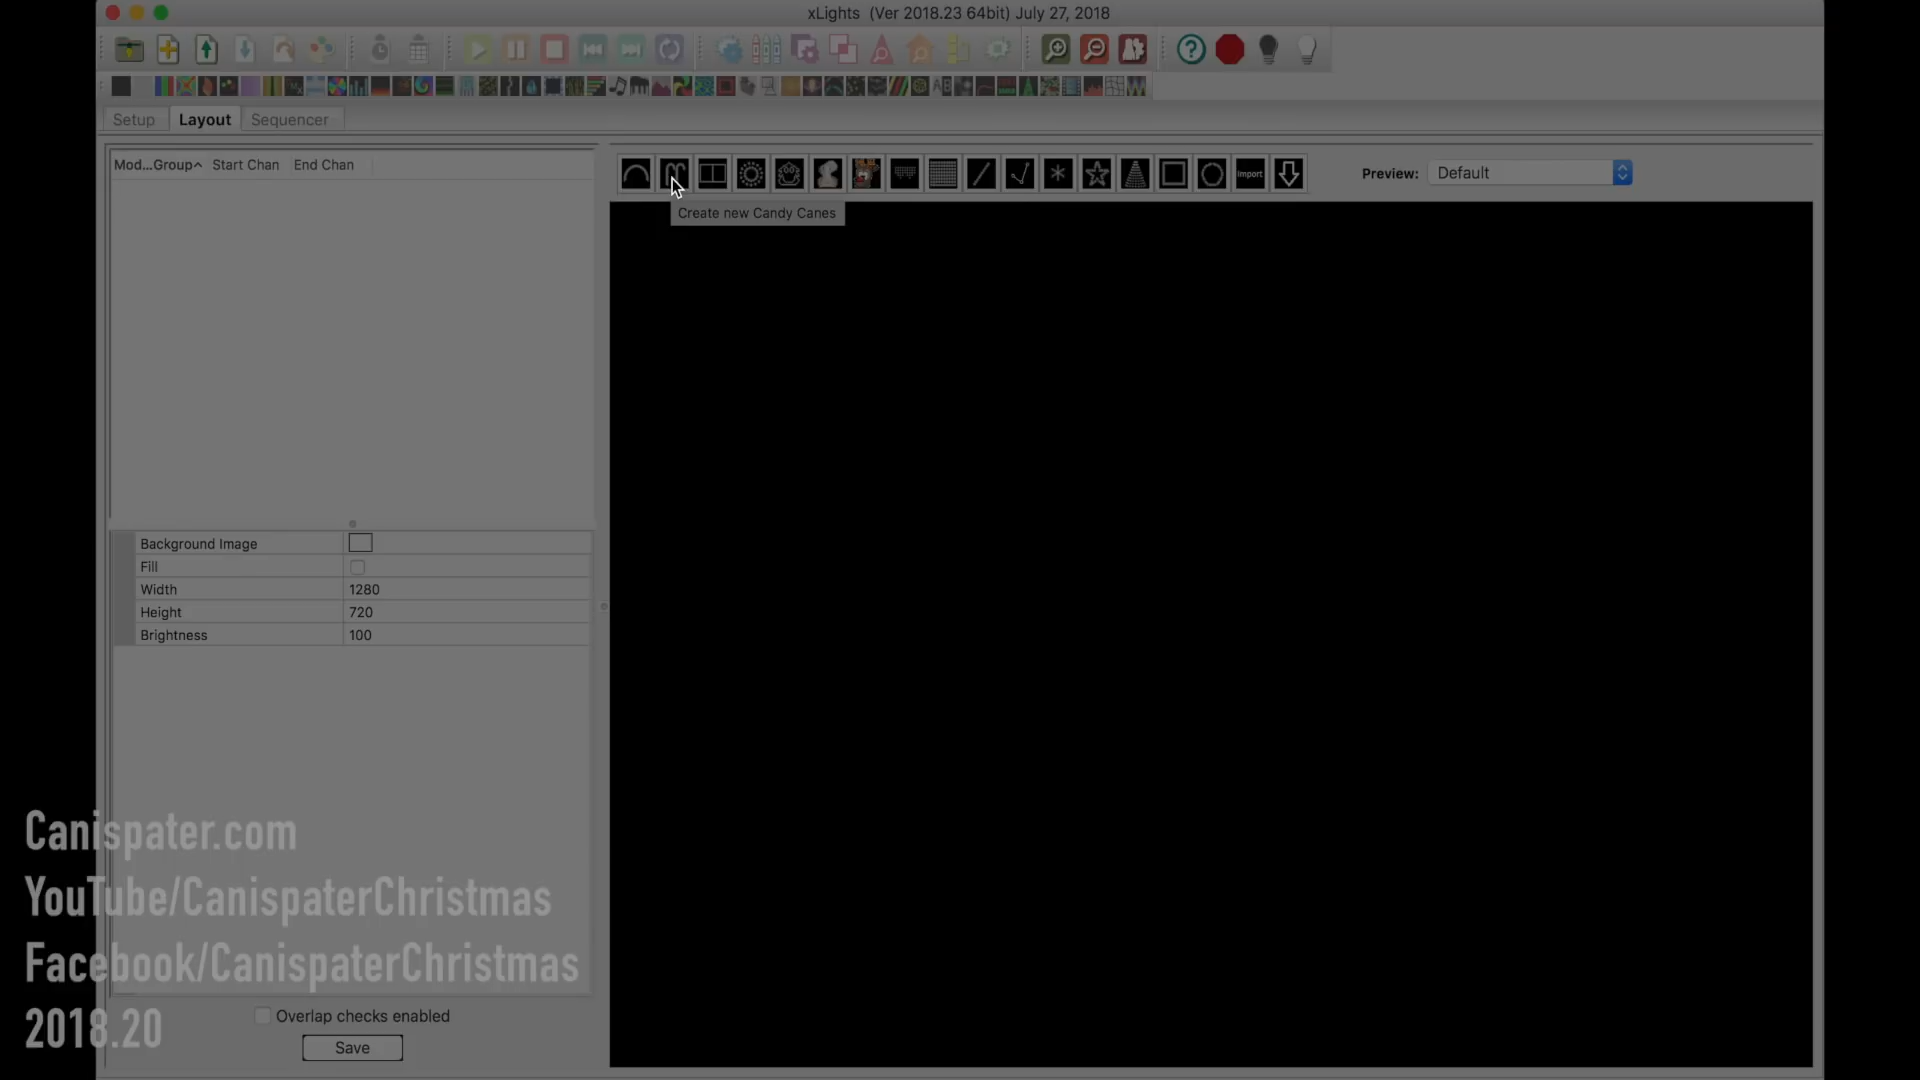 xLights (Ver 2018.23 64bit) July 27, 2018
Setup
Layout
Sequencer
Mod...Group^ Start Chan End Chan
import
Preview: Default
Create new Candy Canes
Background Image
Fill
Width 1280
Height 720
Brightness 100
Canispater.com
YouTube/CanispaterChristmas
Facebook/CanispaterChristmas
2018.20
Overlap checks enabled
Save